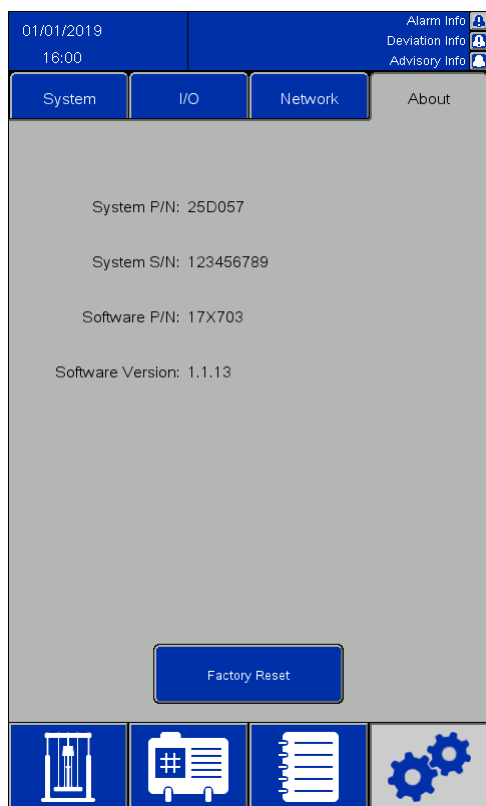 01/01/2019
16:00
Alarm Info
Deviation Info
Advisory Info
System
I/O
Network
About
System P/N: 25D057
System S/N: 123456789
Software P/N: 17X703
Software Version: 1.1.13
Factory Reset
#